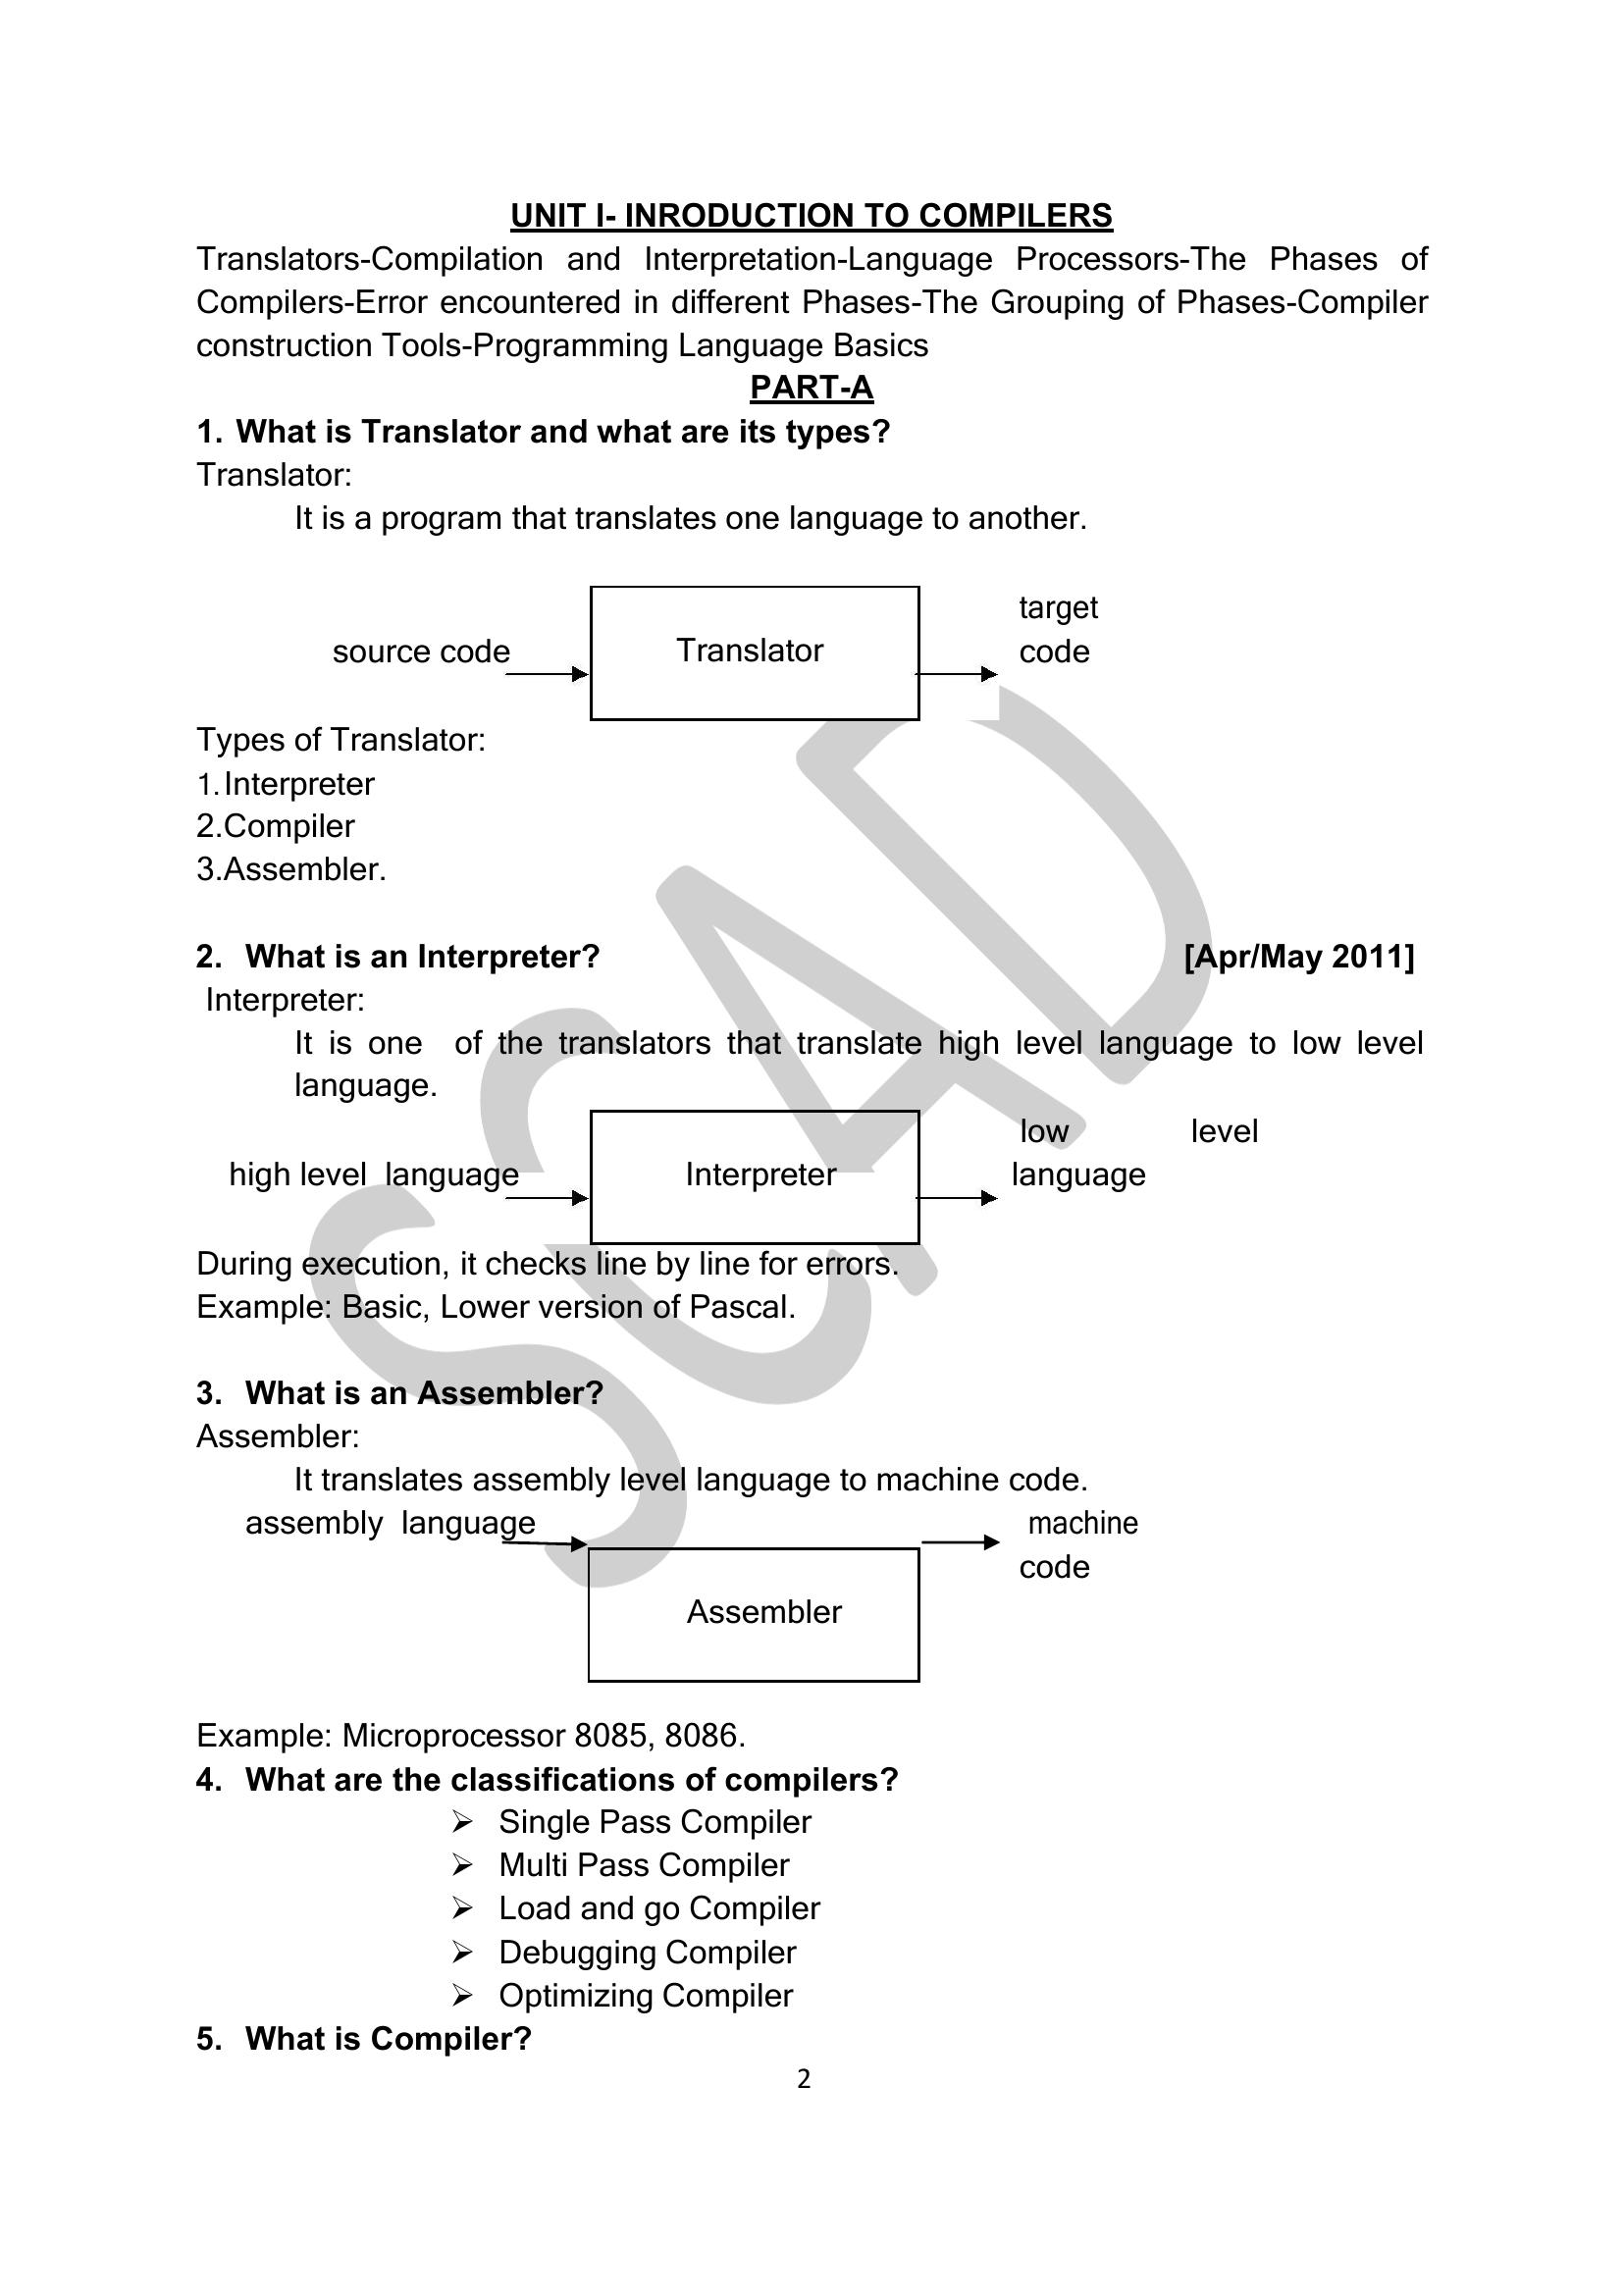 UNIT I- INRODUCTION TO COMPILERS
Translators-Compilation and Interpretation-Language Processors-The Phases of
Compilers-Error encountered in different Phases-The Grouping of Phases-Compiler
construction Tools-Programming Language Basics
PART-A
1. What is Translator and what are its types?
Translator:
It is a program that translates one language to another.
target
source code Translator code
Types of Translator:
1.Interpreter
2.Compiler
3.Assembler.
2. What is an Interpreter? [Apr/May 2011]
Interpreter:
It is one of the translators that translate high level language to low level
language.
low level
high level language Interpreter language
During execution, it checks line by line for errors.
Example: Basic, Lower version of Pascal.
3. What is an Assembler?
Assembler:
It translates assembly level language to machine code.
assembly language machine
code
Assembler
Example: Microprocessor 8085, 8086.
4. What are the classifications of compilers?
➢ Single Pass Compiler
➢ Multi Pass Compiler
➢ Load and go Compiler
➢ Debugging Compiler
➢ Optimizing Compiler
5. What is Compiler?
2
SCAD